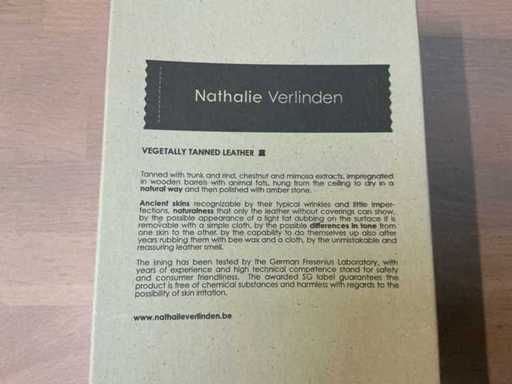 Nathalie Verlinden
VEGETALLY TANNED LEATHER
Tanned with trunk and rind, chestnut and mimosa extracts, impregnated
in wooden barrels with animal fats, hung from the ceiling to dry in a
natural way and then polished with amber stone.
Ancient skins recognizable by their typical wrinkles and little imper-
fections, naturalness that only the leather without coverings can show,
by the possible appearance of a light fat dubbing on the surface it is
removable with a simple cloth, by the possible differences in tone from
one skin to the other, by the capability to do themselves up also after
years rubbing them with bee wax and a cloth, by the unmistakable and
reassuring leather smell.
The lining has been tested by the German Fresenius Laboratory, with
years of experience and high technical competence stand for safety
and consumer friendliness. The awarded SG label guarantees the
product is free of chemical substances and harmless with regards to the
possibility of skin irritation.
www.nathalieverlinden.be